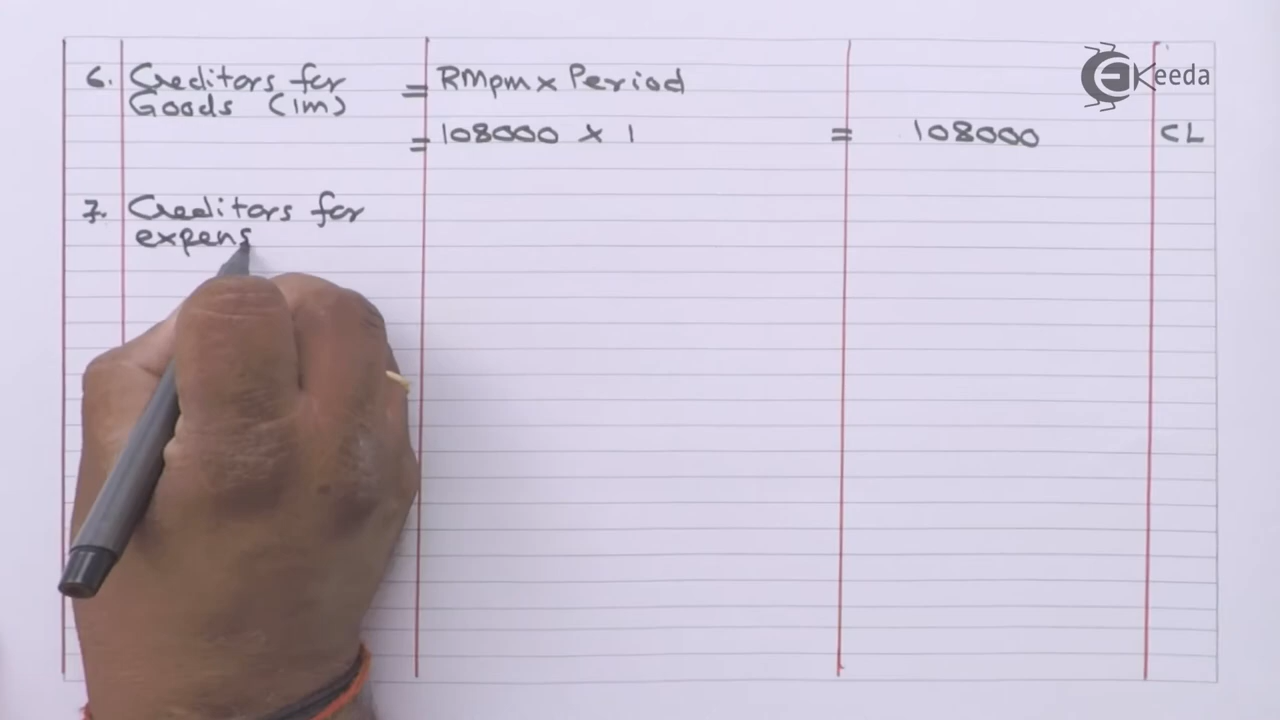 6. Creditors for = RMpm x Period
Goods (1m)
= 108000 x 1 = 108000 CL
7. Creditors for
expens
EKeeda